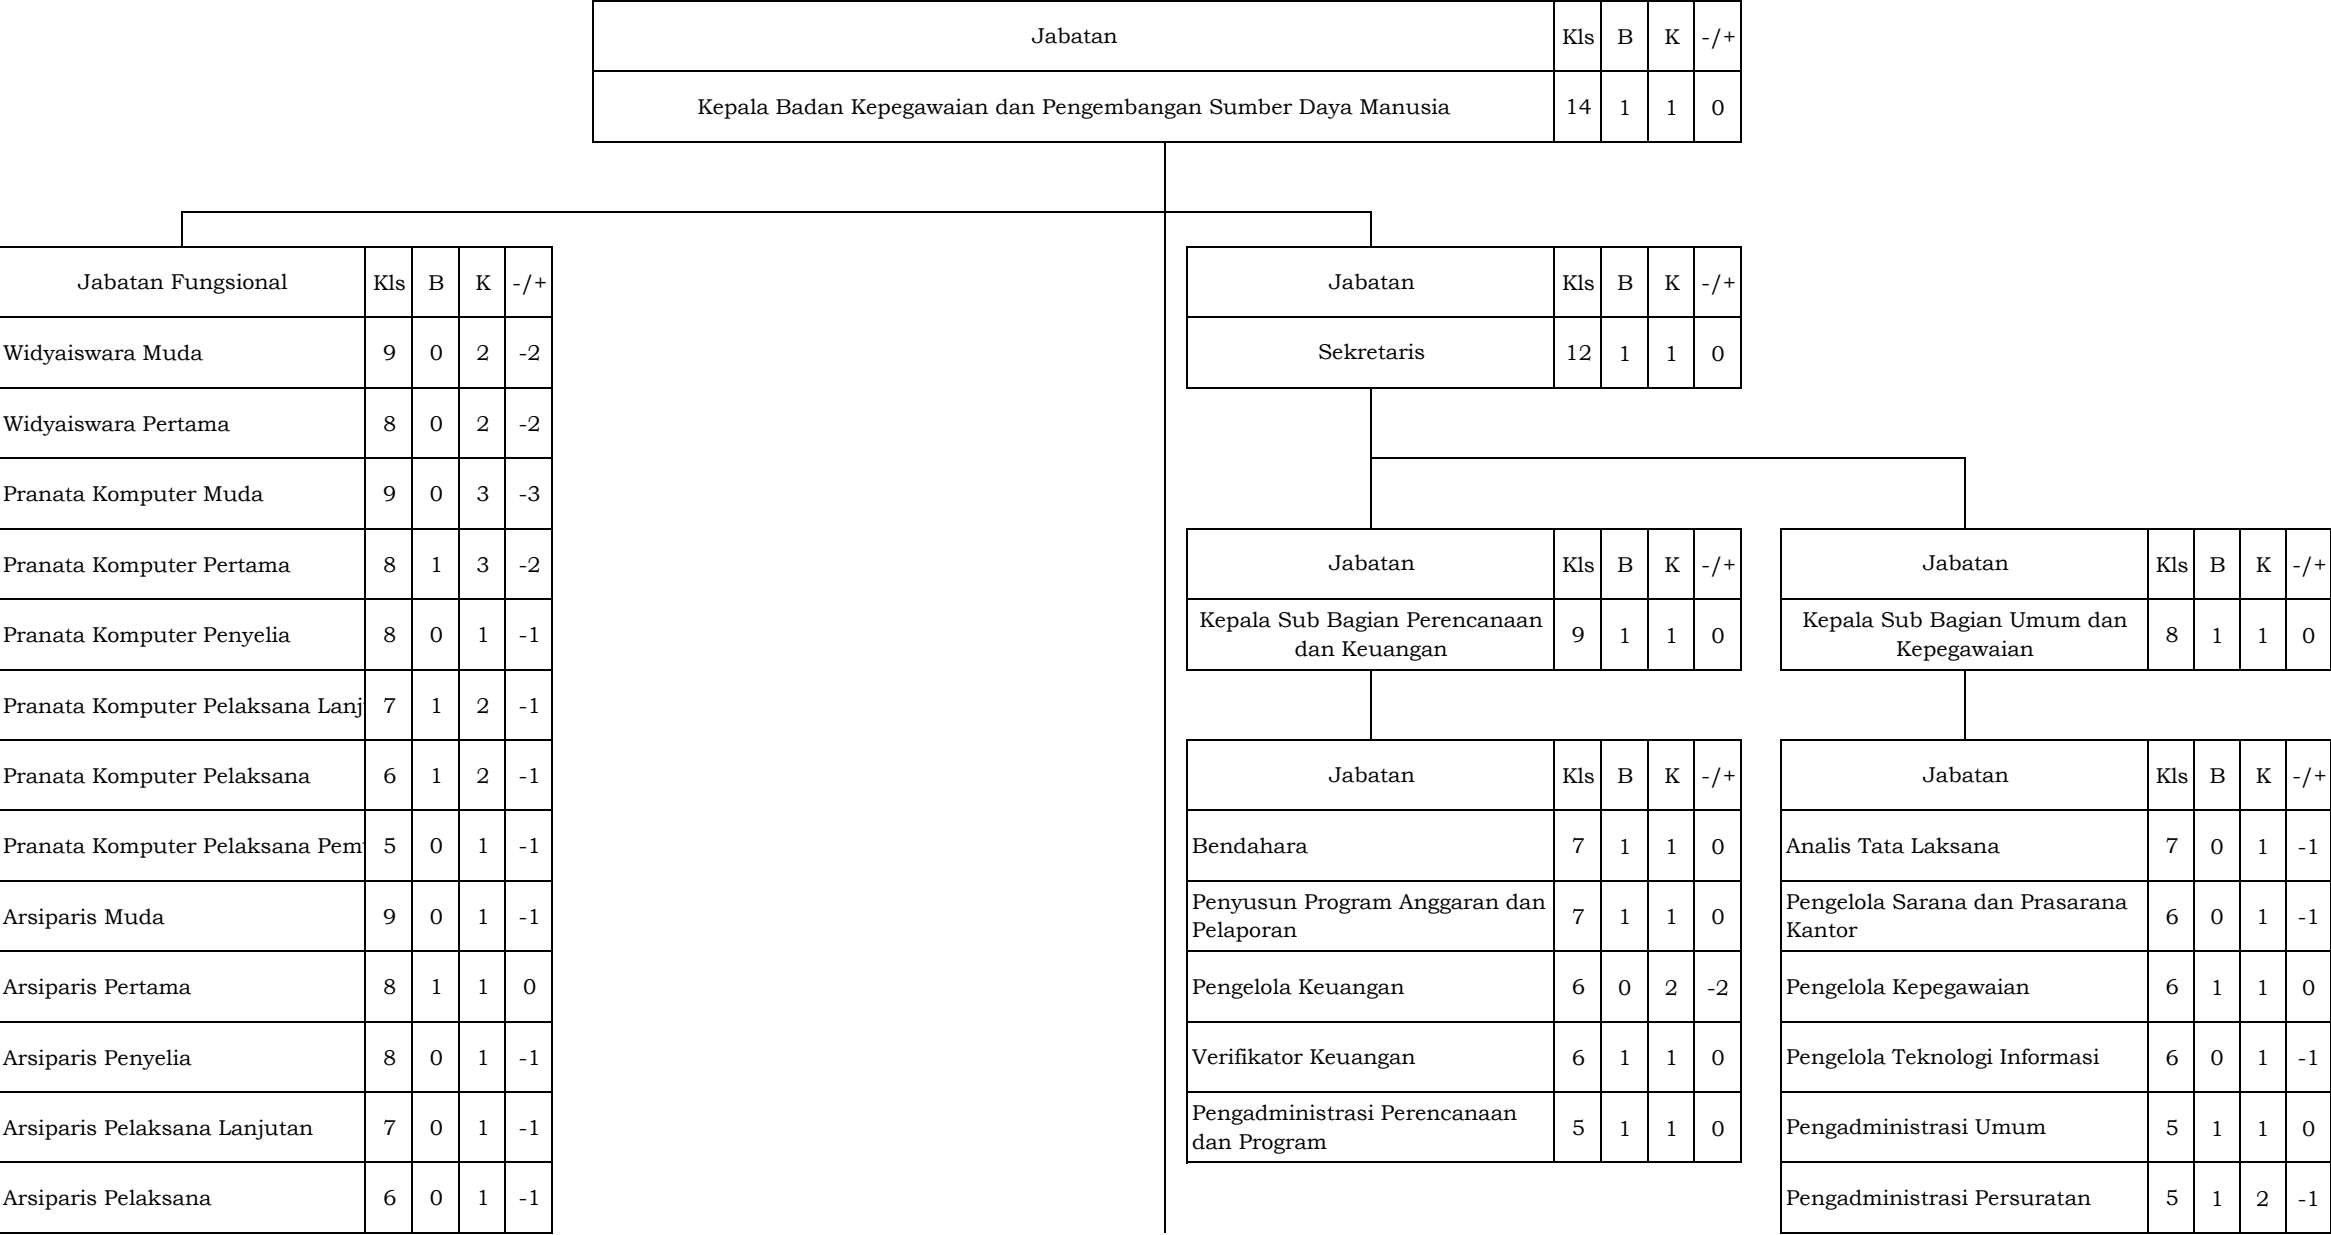 Jabatan Kls B K -/+
Kepala Badan Kepegawaian dan Pengembangan Sumber Daya Manusia 14 1 1 0
Jabatan Fungsional Kls B K -/+
Widyaiswara Muda 9 0 2 -2
Widyaiswara Pertama 8 0 2 -2
Pranata Komputer Muda 9 0 3 -3
Pranata Komputer Pertama 8 1 3 -2
Pranata Komputer Penyelia 8 0 1 -1
Pranata Komputer Pelaksana Lanj 7 1 2 -1
Pranata Komputer Pelaksana 6 1 2 -1
Pranata Komputer Pelaksana Pem 5 0 1 -1
Arsiparis Muda 9 0 1 -1
Arsiparis Pertama 8 1 1 0
Arsiparis Penyelia 8 0 1 -1
Arsiparis Pelaksana Lanjutan 7 0 1 -1
Arsiparis Pelaksana 6 0 1 -1
Jabatan Kls B K -/+
Sekretaris 12 1 1 0
Jabatan Kls B K -/+
Kepala Sub Bagian Perencanaan
dan Keuangan 9 1 1 0
Jabatan Kls B K -/+
Bendahara 7 1 1 0
Penyusun Program Anggaran dan
Pelaporan 7 1 1 0
Pengelola Keuangan 6 0 2 -2
Verifikator Keuangan 6 1 1 0
Pengadministrasi Perencanaan
dan Program 5 1 1 0
Jabatan Kls B K -/+
Kepala Sub Bagian Umum dan
Kepegawaian 8 1 1 0
Jabatan Kls B K -/+
Analis Tata Laksana 7 0 1 -1
Pengelola Sarana dan Prasarana
Kantor 6 0 1 -1
Pengelola Kepegawaian 6 1 1 0
Pengelola Teknologi Informasi 6 0 1 -1
Pengadministrasi Umum 5 1 1 0
Pengadministrasi Persuratan 5 1 2 -1